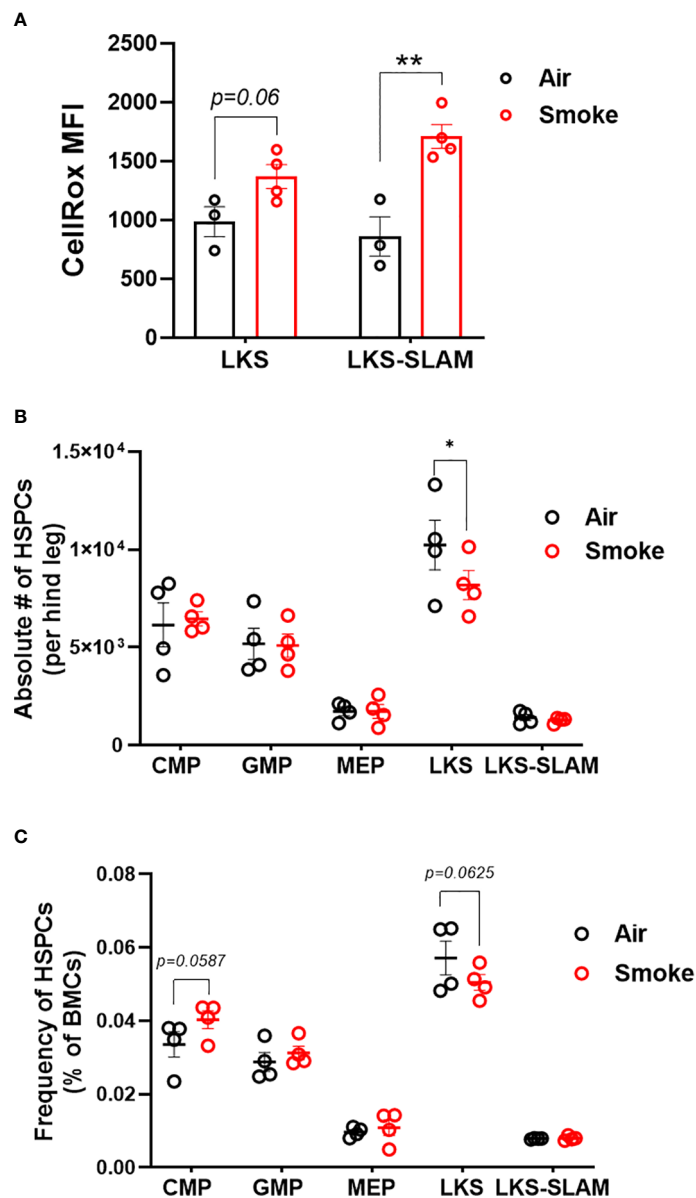 A
CellRox MFI
2500
2000
1500
1000
500
0
p=0.06
**
Air
Smoke
LKS
LKS-SLAM
B
Absolute # of HSPCs
(per hind leg)
1.5×10⁴
1×10⁴
5×10³
0
*
Air
Smoke
CMP
GMP
MEP
LKS
LKS-SLAM
C
Frequency of HSPCs
(% of BMCs)
0.08
0.06
0.04
0.02
0.00
p=0.0587
p=0.0625
Air
Smoke
CMP
GMP
MEP
LKS
LKS-SLAM